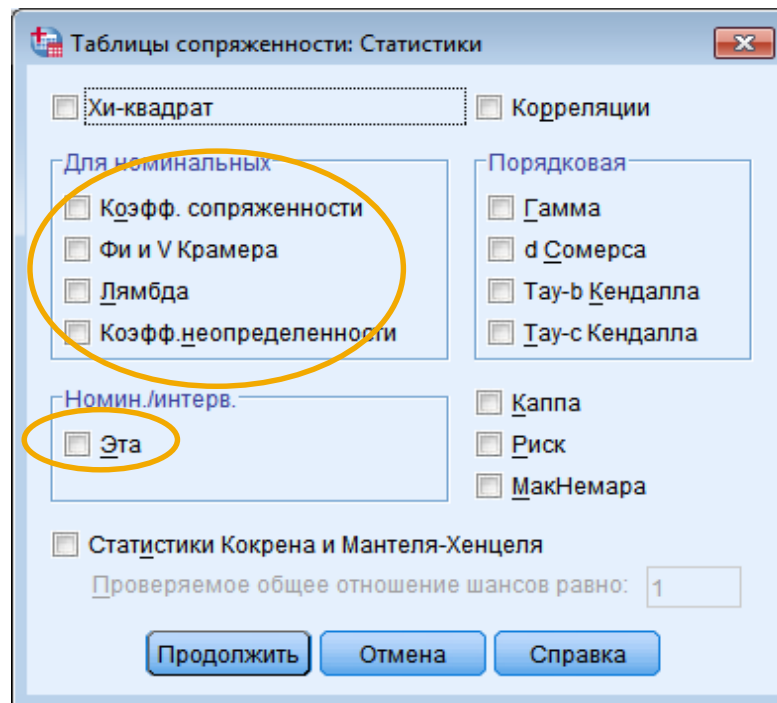 Таблицы сопряженности: Статистики
Хи-квадрат
Корреляции
Для номинальных
Коэфф. сопряженности
Фи и V Крамера
Лямбда
Коэфф.неопределенности
Порядковая
Гамма
d Сомерса
Тау-b Кендалла
Тау-c Кендалла
Номин./интерв.
Эта
Каппа
Риск
МакНемара
Статистики Кокрена и Мантеля-Хенцеля
Проверяемое общее отношение шансов равно: 1
Продолжить Отмена Справка